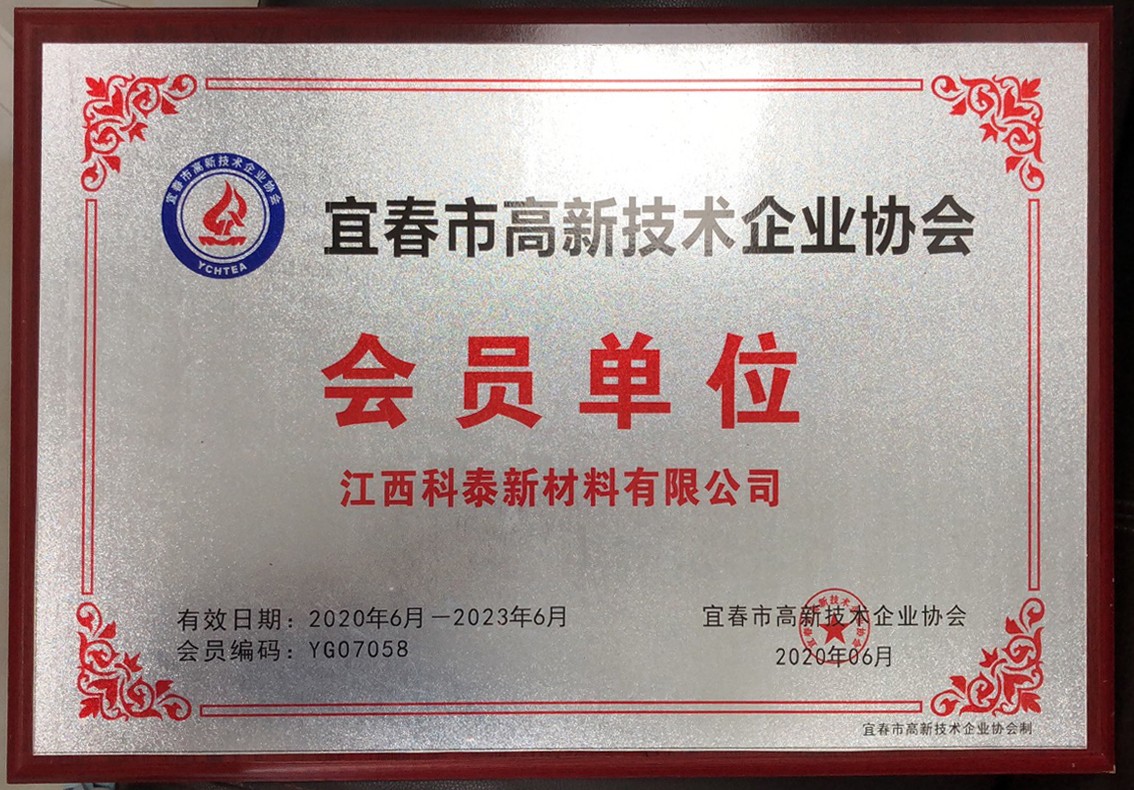 宜春市高新技术企业协会
YCHTEA
宜春市高新技术企业协会
会员单位
江西科泰新材料有限公司
有效日期：2020年6月－2023年6月
会员编码：YG07058
宜春市高新技术企业协会
2020年06月
宜春市高新技术企业协会制